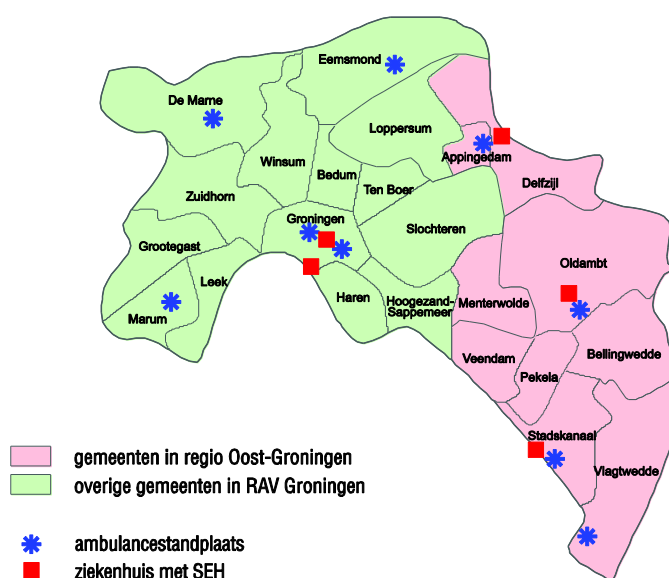 Eemsmond
De Marne
Loppersum
Appingedam
Winsum
Bedum
Ten Boer
Delfzijl
Zuidhorn
Groningen
Slochteren
Grootegast
Oldambt
Leek
Haren
Hoogezand-
Sappemeer
Menterwolde
Marum
Veendam
Bellingwedde
Pekela
Stadskanaal
Vlagtwedde
gemeenten in regio Oost-Groningen
overige gemeenten in RAV Groningen
ambulancestandplaats
ziekenhuis met SEH